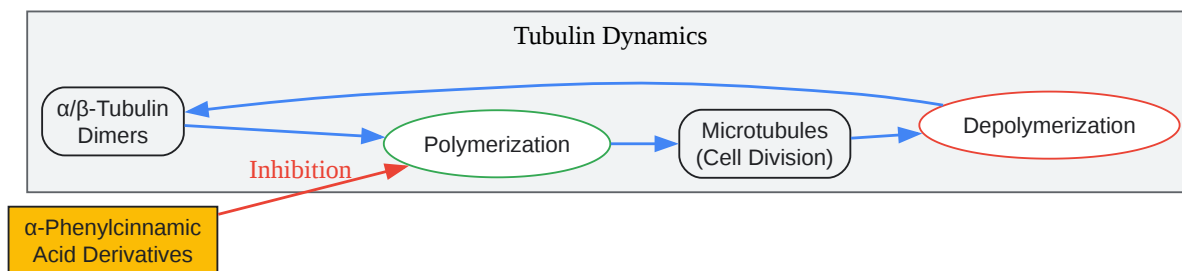 Tubulin Dynamics
α/β-Tubulin
Dimers
Polymerization
Microtubules
(Cell Division)
Depolymerization
Inhibition
α-Phenylcinnamic
Acid Derivatives